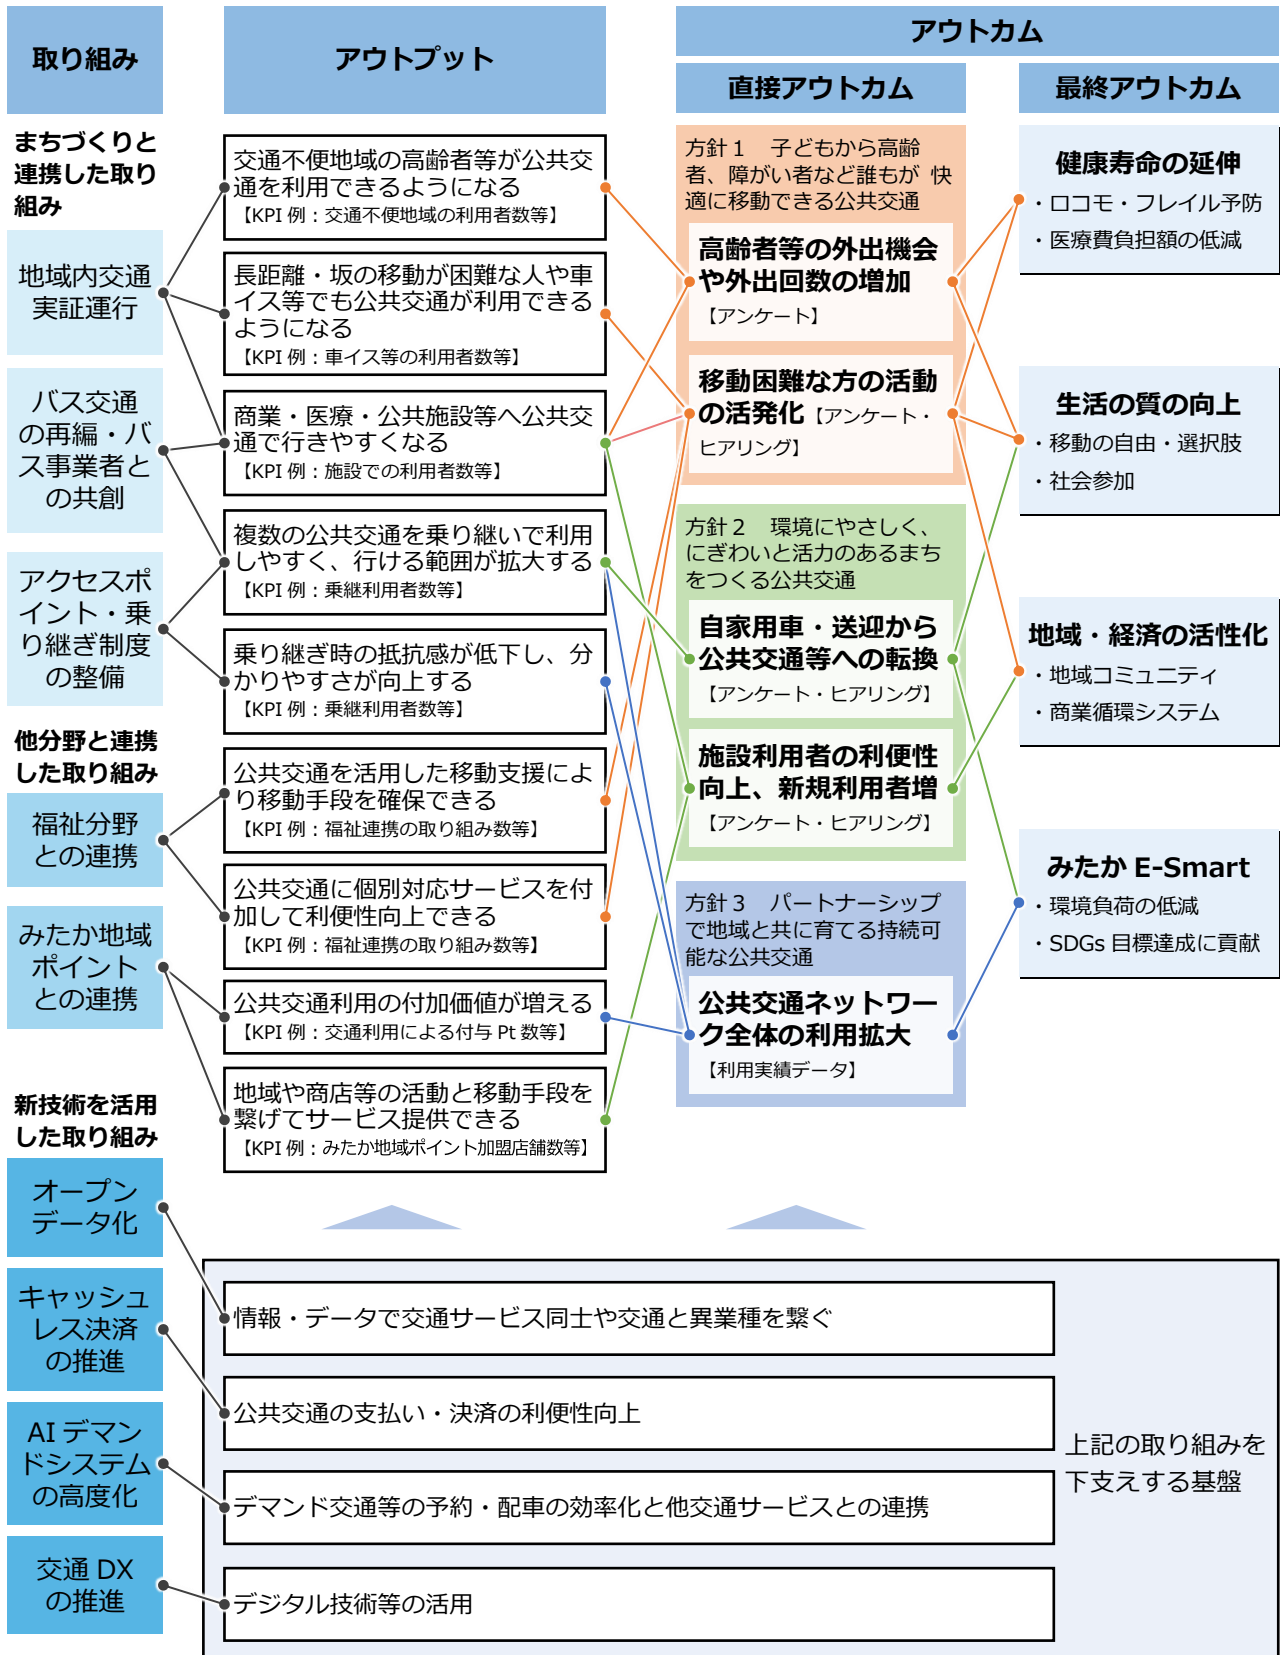 取り組み
アウトプット
アウトカム
直接アウトカム
最終アウトカム
まちづくりと
連携した取り
組み
地域内交通
実証運行
バス交通
の再編・バ
ス事業者と
の共創
アクセスポ
イント・乗
り継ぎ制度
の整備
他分野と連携
した取り組み
福祉分野
との連携
みたか地域
ポイント
との連携
新技術を活用
した取り組み
オープン
データ化
キャッシュ
レス決済
の推進
AI デマン
ドシステム
の高度化
交通 DX
の推進
交通不便地域の高齢者等が公共交
通を利用できるようになる
【KPI 例：交通不便地域の利用者数等】
長距離・坂の移動が困難な人や車
イス等でも公共交通が利用できる
ようになる
【KPI 例：車イス等の利用者数等】
商業・医療・公共施設等へ公共交
通で行きやすくなる
【KPI 例：施設での利用者数等】
複数の公共交通を乗り継いで利用
しやすく、行ける範囲が拡大する
【KPI 例：乗継利用者数等】
乗り継ぎ時の抵抗感が低下し、分
かりやすさが向上する
【KPI 例：乗継利用者数等】
公共交通を活用した移動支援によ
り移動手段を確保できる
【KPI 例：福祉連携の取り組み数等】
公共交通に個別対応サービスを付
加して利便性向上できる
【KPI 例：福祉連携の取り組み数等】
公共交通利用の付加価値が増える
【KPI 例：交通利用による付与 Pt 数等】
地域や商店等の活動と移動手段を
繋げてサービス提供できる
【KPI 例：みたか地域ポイント加盟店舗数等】
方針１　子どもから高齢
者、障がい者など誰もが 快
適に移動できる公共交通
高齢者等の外出機会
や外出回数の増加
【アンケート】
移動困難な方の活動
の活発化【アンケート・
ヒアリング】
方針２　環境にやさしく、
にぎわいと活力のあるまち
をつくる公共交通
自家用車・送迎から
公共交通等への転換
【アンケート・ヒアリング】
施設利用者の利便性
向上、新規利用者増
【アンケート・ヒアリング】
方針３　パートナーシップ
で地域と共に育てる持続可
能な公共交通
公共交通ネットワー
ク全体の利用拡大
【利用実績データ】
健康寿命の延伸
・ロコモ・フレイル予防
・医療費負担額の低減
生活の質の向上
・移動の自由・選択肢
・社会参加
地域・経済の活性化
・地域コミュニティ
・商業循環システム
みたか E-Smart
・環境負荷の低減
・SDGs 目標達成に貢献
情報・データで交通サービス同士や交通と異業種を繋ぐ
公共交通の支払い・決済の利便性向上
デマンド交通等の予約・配車の効率化と他交通サービスとの連携
デジタル技術等の活用
上記の取り組みを
下支えする基盤